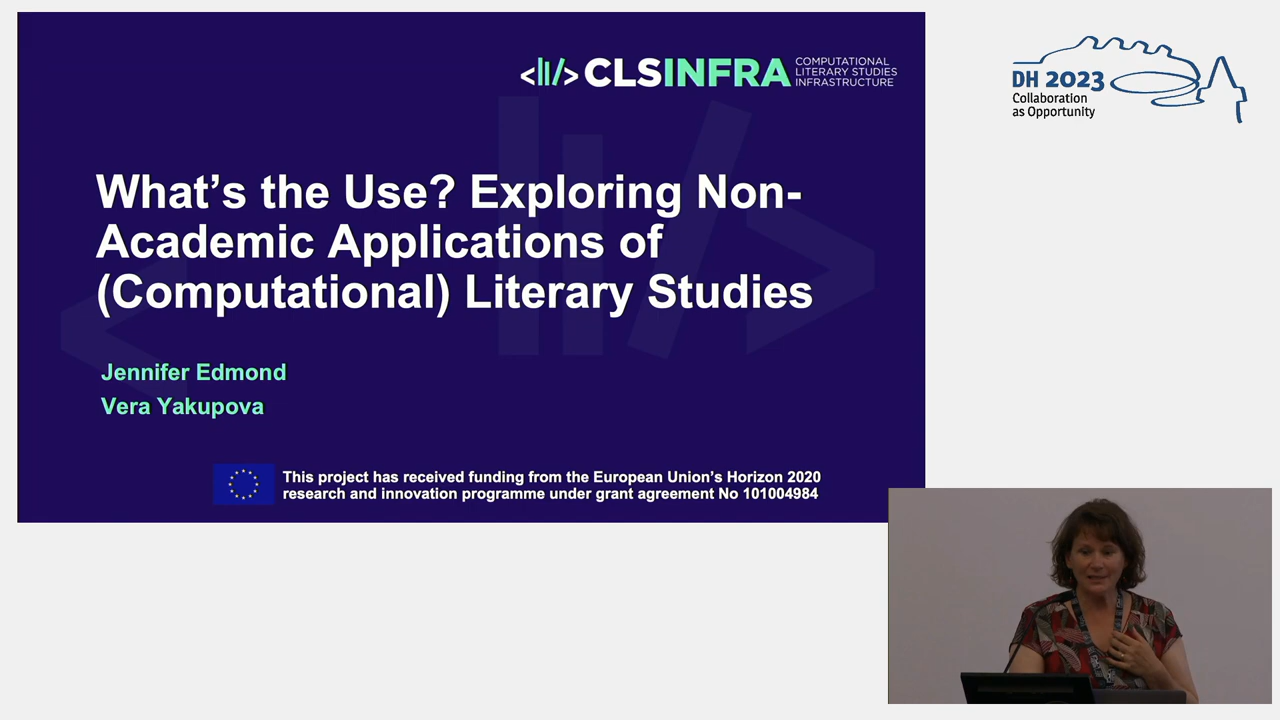 <lI/> CLSINFRA
COMPUTATIONAL
LITERARY STUDIES
INFRASTRUCTURE
What's the Use? Exploring Non-
Academic Applications of
(Computational) Literary Studies
Jennifer Edmond
Vera Yakupova
This project has received funding from the European Union's Horizon 2020
research and innovation programme under grant agreement No 101004984
DH 2023
Collaboration
as Opportunity